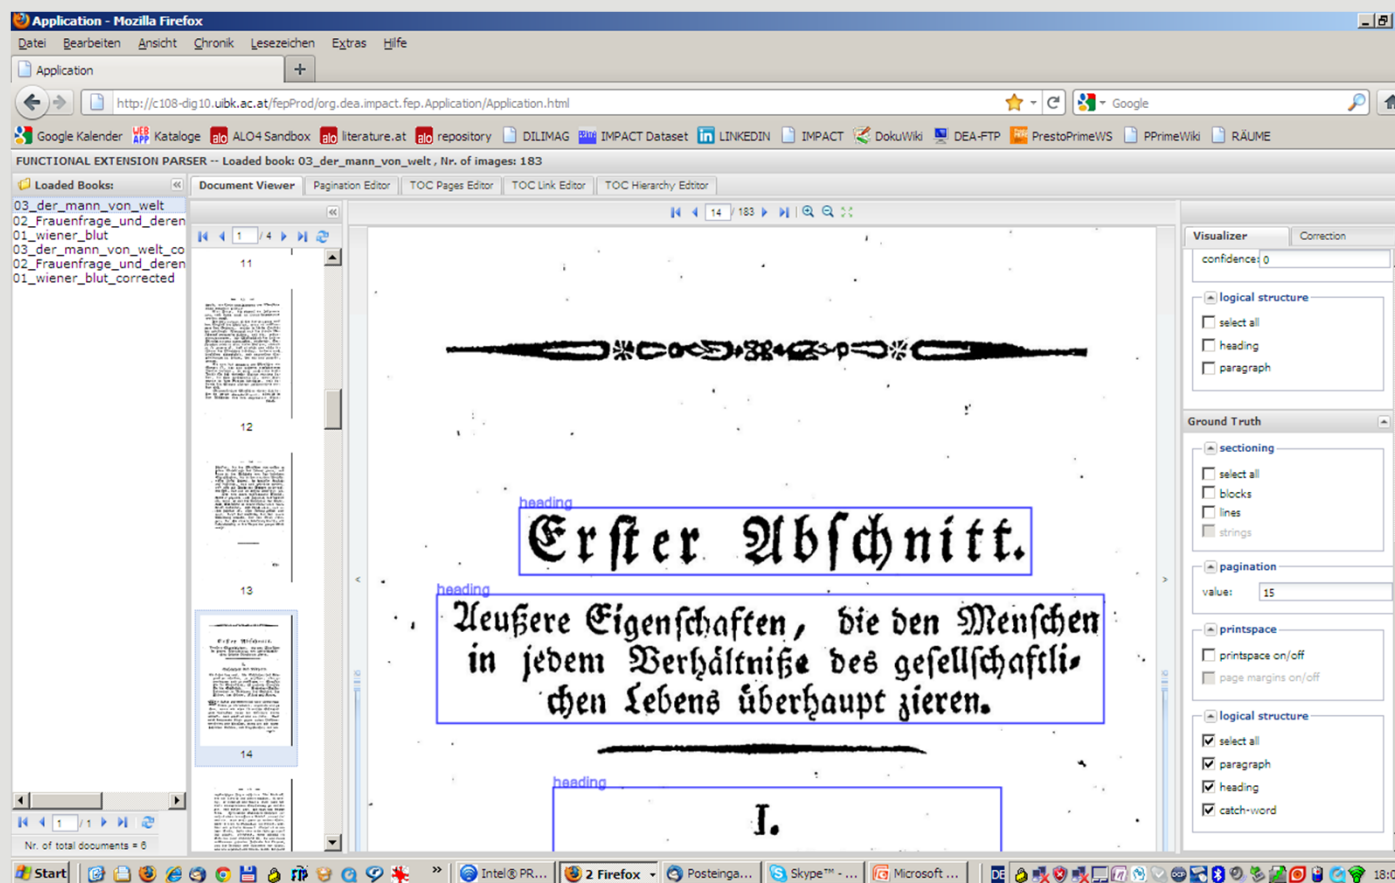 Application - Mozilla Firefox
Datei Bearbeiten Ansicht Chronik Lesezeichen Extras Hilfe
Application
http://c108-dig10.uibk.ac.at/fepProd/org.dea.impact.fep.Application/Application.html
Google
Google Kalender WEB APP Kataloge alo ALO4 Sandbox alo literature.at alo repository DILIMAG IMPACT Dataset in LINKEDIN IMPACT DokuWiki DEA-FTP PrestoPrimeWS PPrimeWiki RÄUME
FUNCTIONAL EXTENSION PARSER -- Loaded book: 03_der_mann_von_welt , Nr. of images: 183
Loaded Books:
03_der_mann_von_welt
02_Frauenfrage_und_deren
01_wiener_blut
03_der_mann_von_welt_co
02_Frauenfrage_und_deren
01_wiener_blut_corrected
1 / 1
Nr. of total documents = 6
Document Viewer Pagination Editor TOC Pages Editor TOC Link Editor TOC Hierarchy Edtitor
1 / 4
11
12
13
14
14 / 183
heading
Erſter Abſchnitt.
heading
Aeußere Eigenſchaften, die den Menſchen
in jedem Verhältniße des geſellſchaftli-
chen Lebens überhaupt zieren.
heading
I.
Visualizer Correction
confidence: 0
logical structure
select all
heading
paragraph
Ground Truth
sectioning
select all
blocks
lines
strings
pagination
value: 15
printspace
printspace on/off
page margins on/off
logical structure
select all
paragraph
heading
catch-word
Start
Intel® PR...
2 Firefox
Posteinga...
Skype™ - ...
Microsoft ...
DE